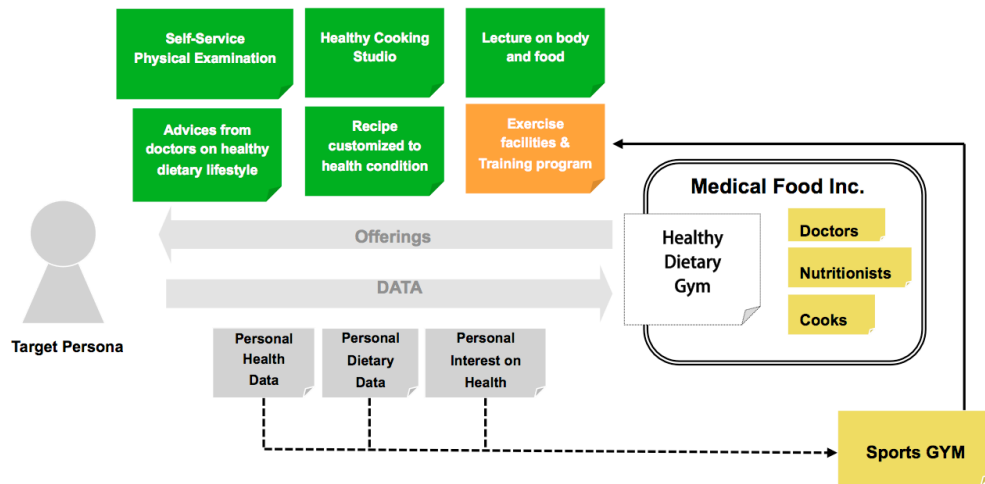 Self-Service
Physical Examination
Healthy Cooking
Studio
Lecture on body
and food
Advices from
doctors on healthy
dietary lifestyle
Recipe
customized to
health condition
Exercise
facilities &
Training program
Medical Food Inc.
Healthy
Dietary
Gym
Doctors
Nutritionists
Cooks
Offerings
DATA
Target Persona
Personal
Health
Data
Personal
Dietary
Data
Personal
Interest on
Health
Sports GYM